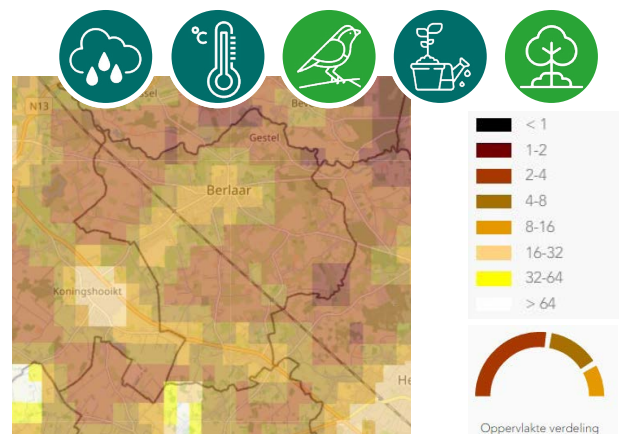 °C
N13
Gestel
Berlaar
Koningshooikt
He
< 1
1-2
2-4
4-8
8-16
16-32
32-64
> 64
Oppervlakte verdeling